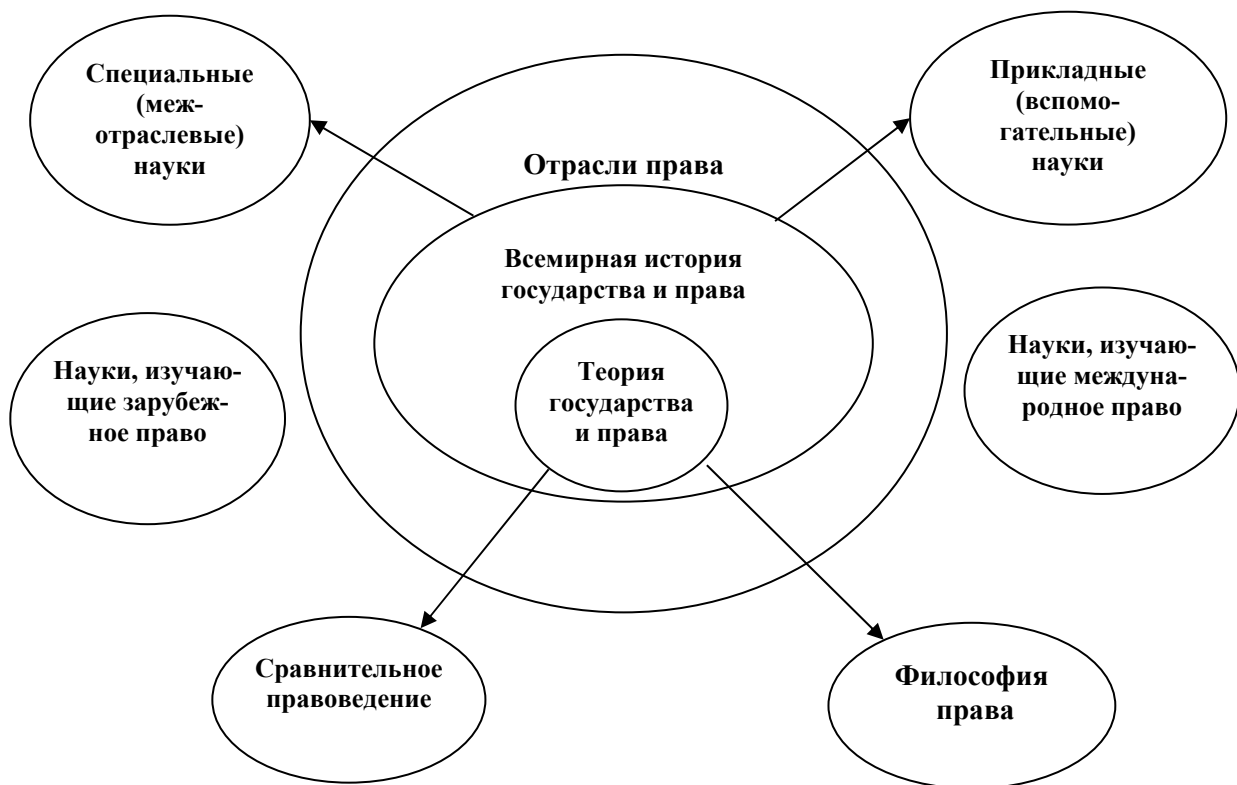 Специальные
(меж-
отраслевые)
науки
Прикладные
(вспомо-
гательные)
науки
Отрасли права
Всемирная история
государства и права
Теория
государства
и права
Науки, изучаю-
щие зарубеж-
ное право
Науки, изучаю-
щие междуна-
родное право
Сравнительное
правоведение
Философия
права